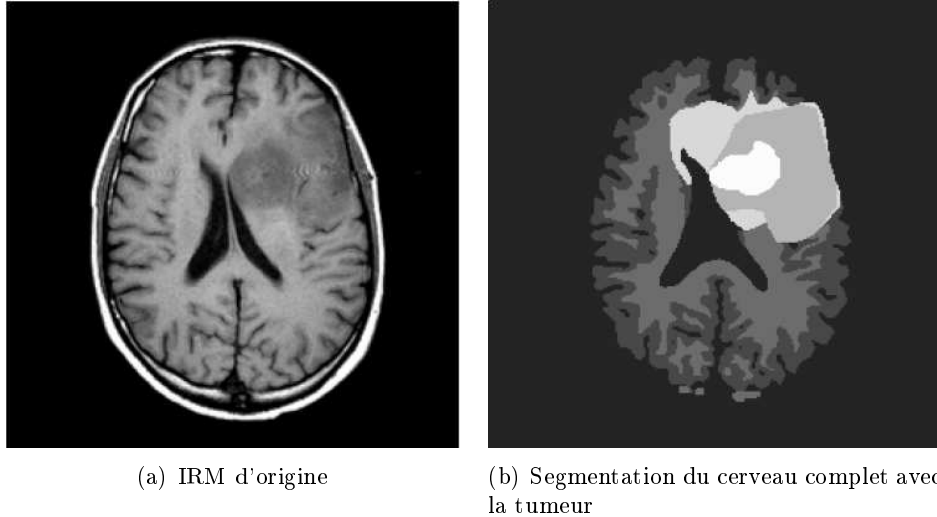 (a) IRM d'origine
(b) Segmentation du cerveau complet avec
la tumeur